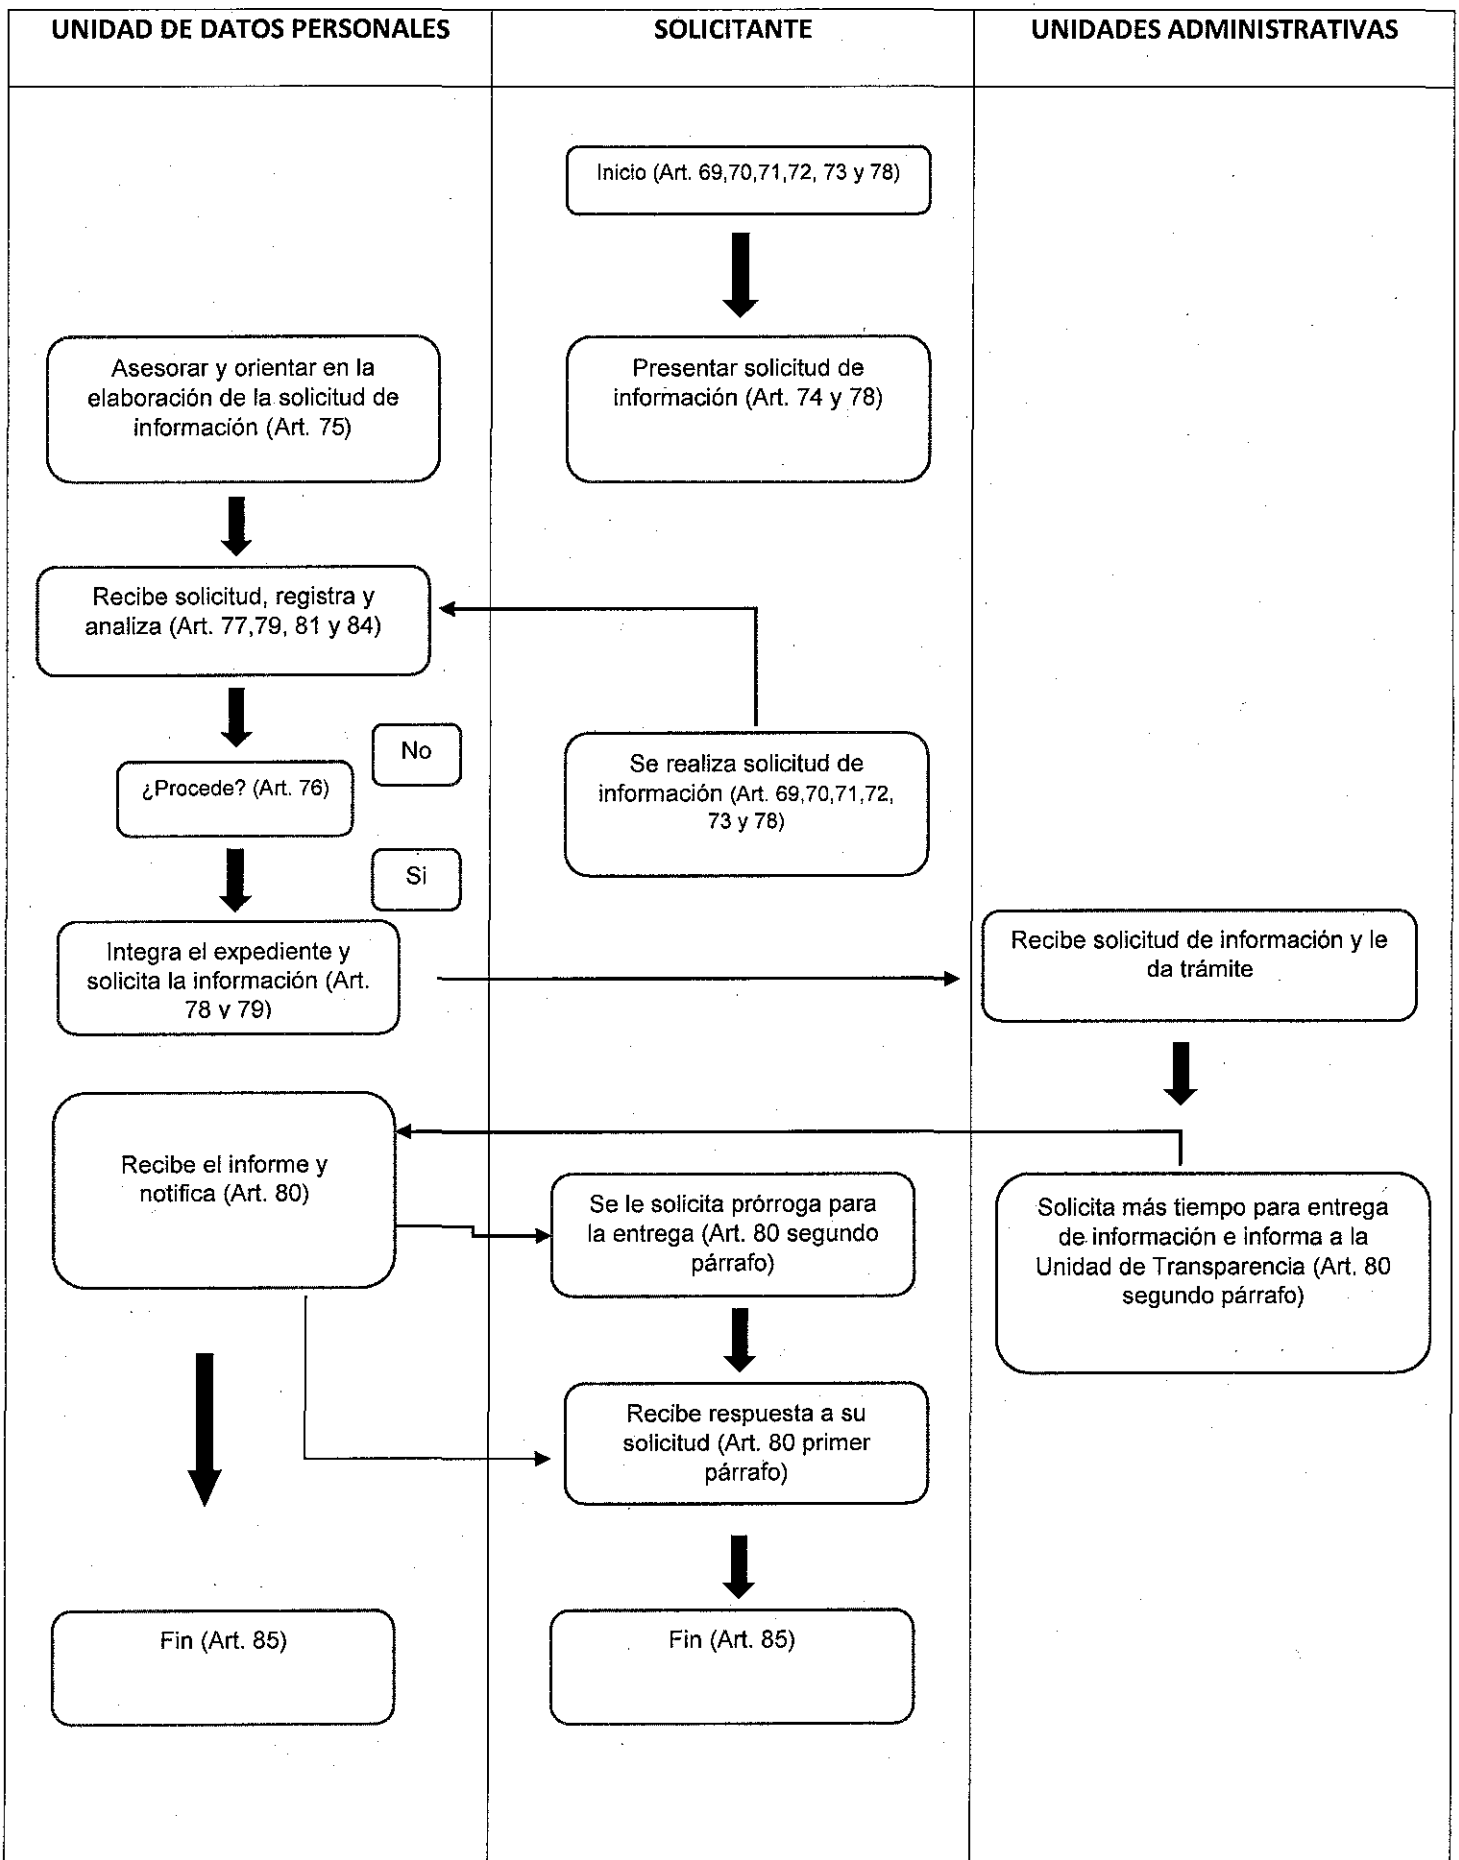 UNIDAD DE DATOS PERSONALES
SOLICITANTE
UNIDADES ADMINISTRATIVAS
Inicio (Art. 69,70,71,72, 73 y 78)
Asesorar y orientar en la
elaboración de la solicitud de
información (Art. 75)
Presentar solicitud de
información (Art. 74 y 78)
Recibe solicitud, registra y
analiza (Art. 77,79, 81 y 84)
No
¿Procede? (Art. 76)
Se realiza solicitud de
información (Art. 69,70,71,72,
73 y 78)
Si
Integra el expediente y
solicita la información (Art.
78 y 79)
Recibe solicitud de información y le
da trámite
Recibe el informe y
notifica (Art. 80)
Se le solicita prórroga para
la entrega (Art. 80 segundo
párrafo)
Solicita más tiempo para entrega
de información e informa a la
Unidad de Transparencia (Art. 80
segundo párrafo)
Recibe respuesta a su
solicitud (Art. 80 primer
párrafo)
Fin (Art. 85)
Fin (Art. 85)